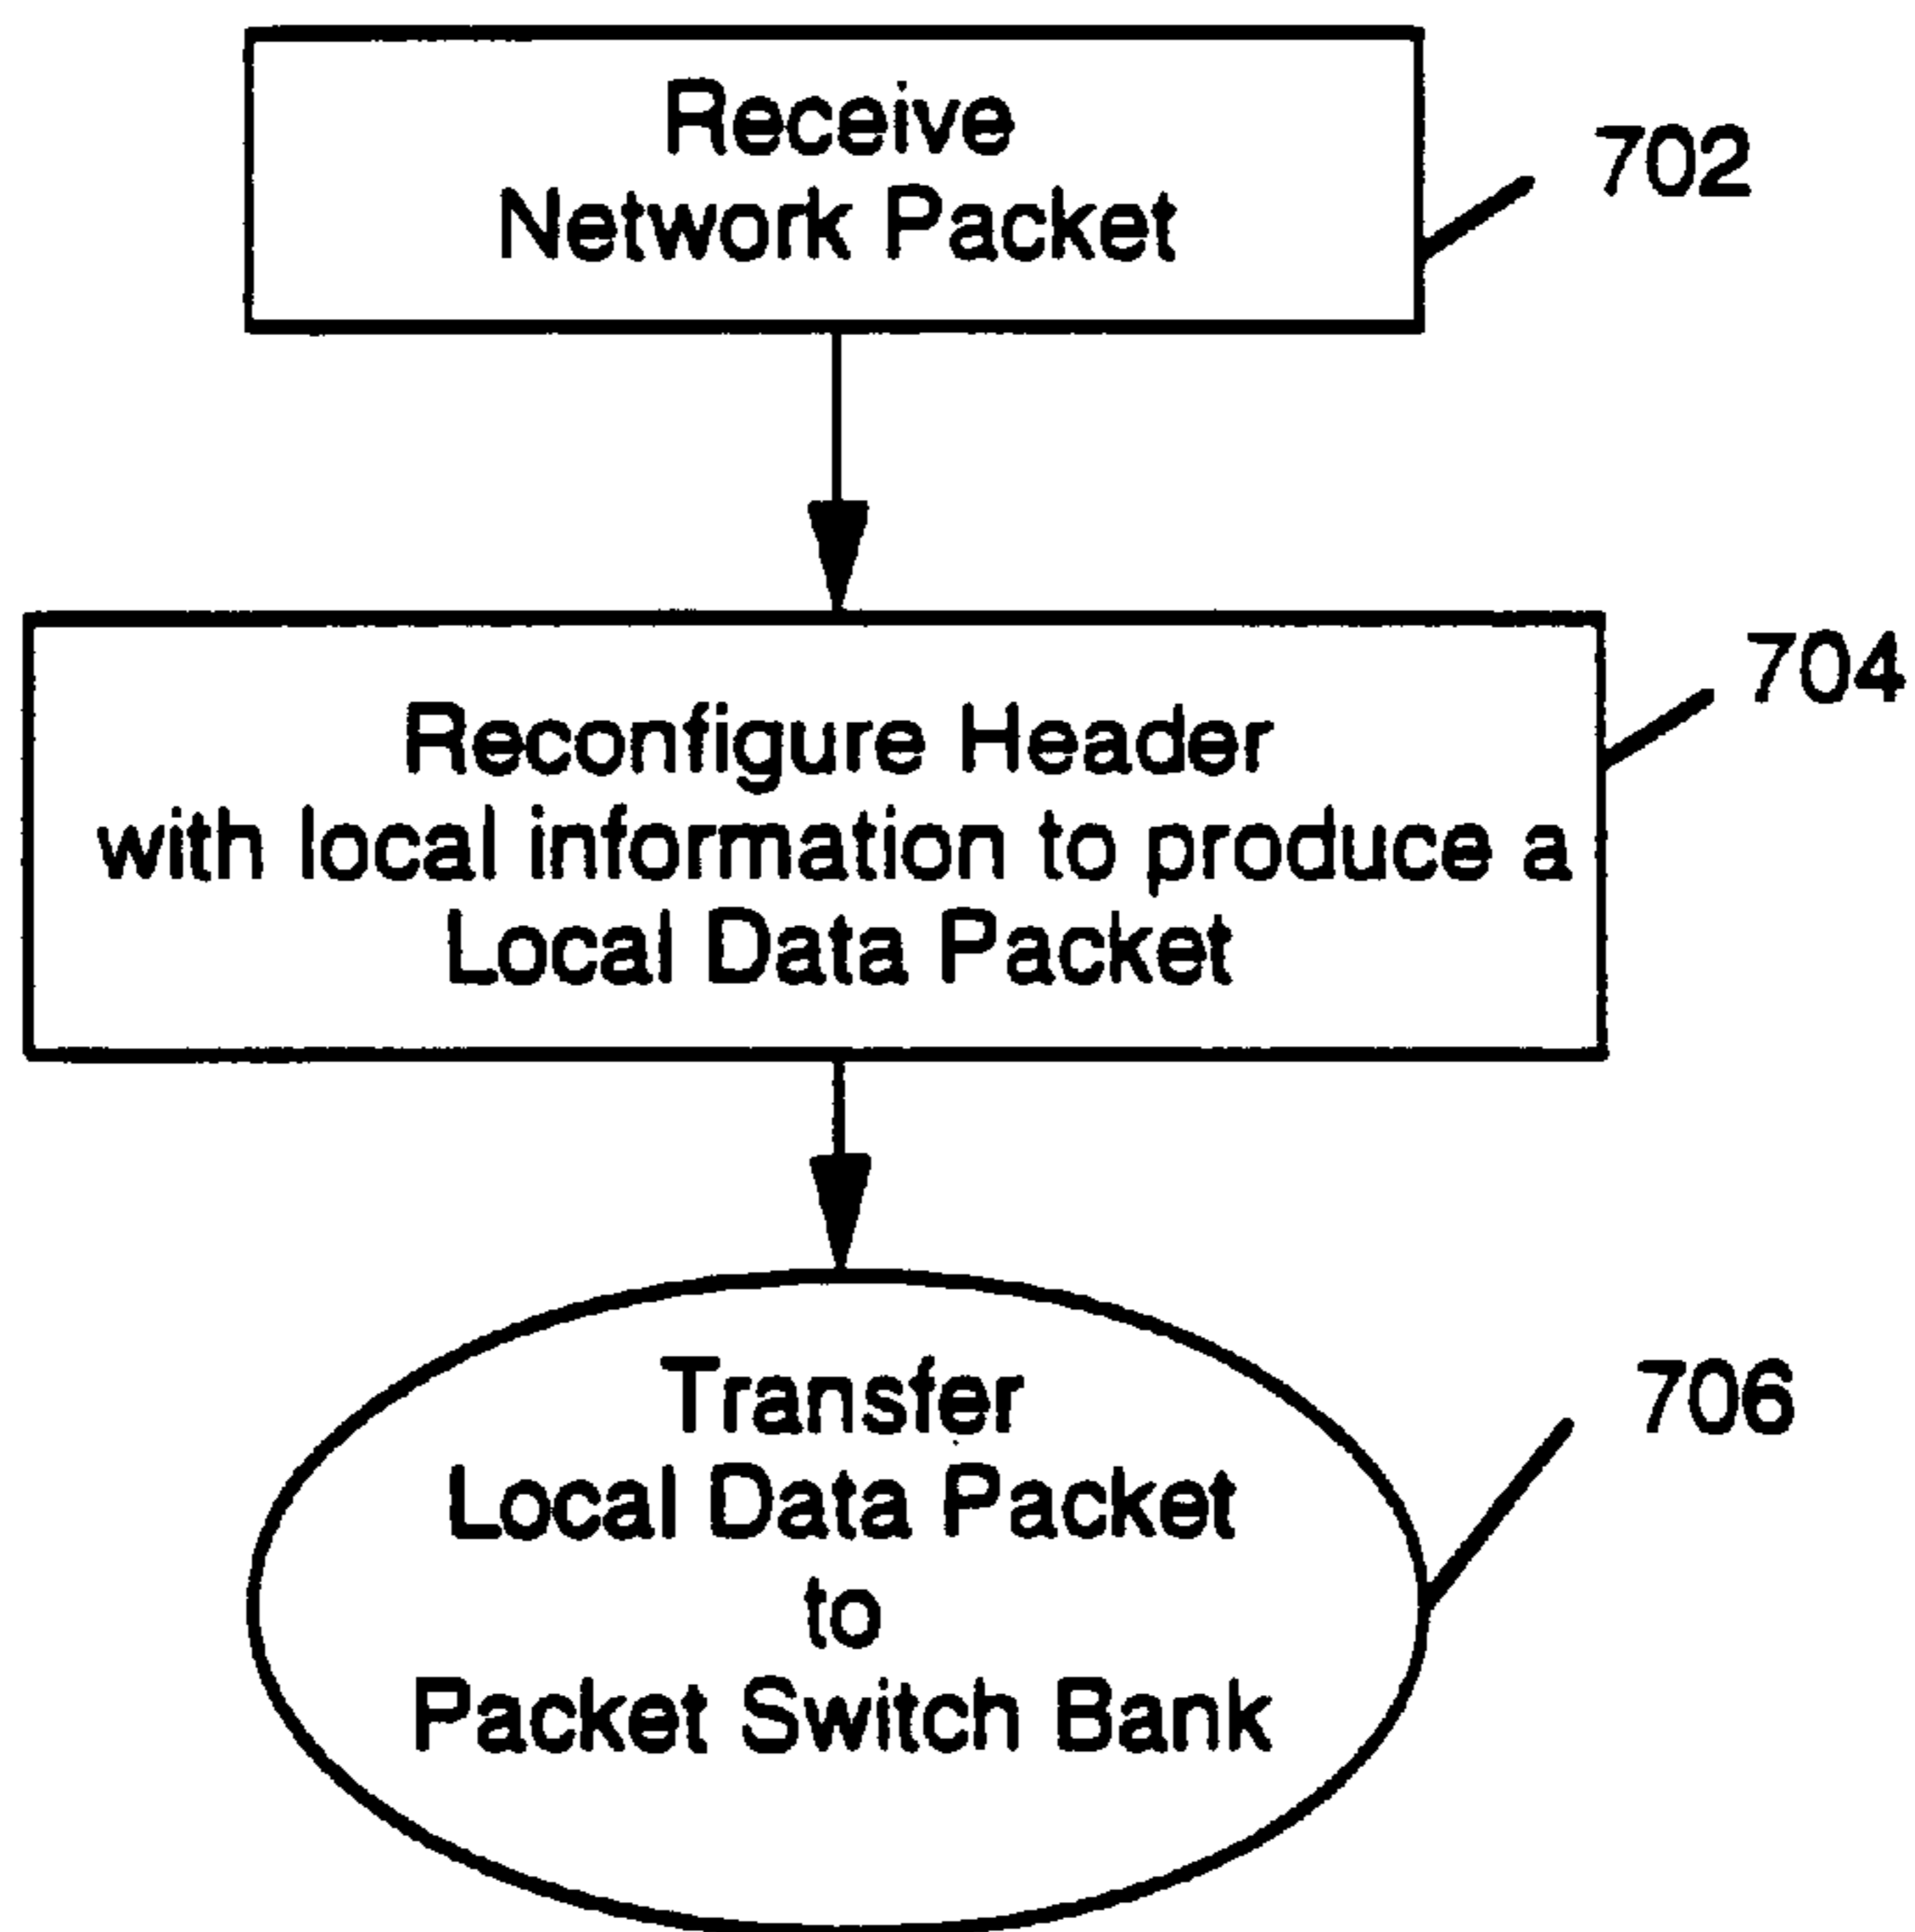 Receive
Network Packet
702
Reconfigure Header
with local information to produce a
Local Data Packet
704
Transfer
Local Data Packet
to
Packet Switch Bank
706